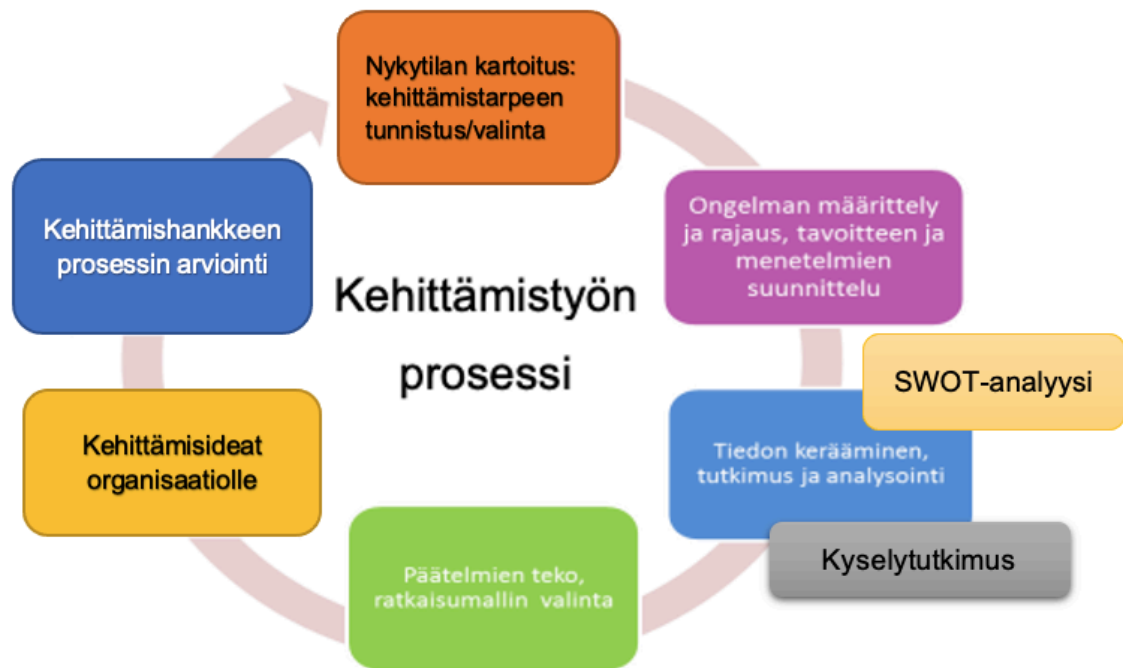 Nykytilan kartoitus:
kehittämistarpeen
tunnistus/valinta
Ongelman määrittely
ja rajaus, tavoitteen ja
menetelmien
suunnittelu
SWOT-analyysi
Tiedon kerääminen,
tutkimus ja analysointi
Kyselytutkimus
Päätelmien teko,
ratkaisumallin valinta
Kehittämisideat
organisaatiolle
Kehittämishankkeen
prosessin arviointi
Kehittämistyön
prosessi